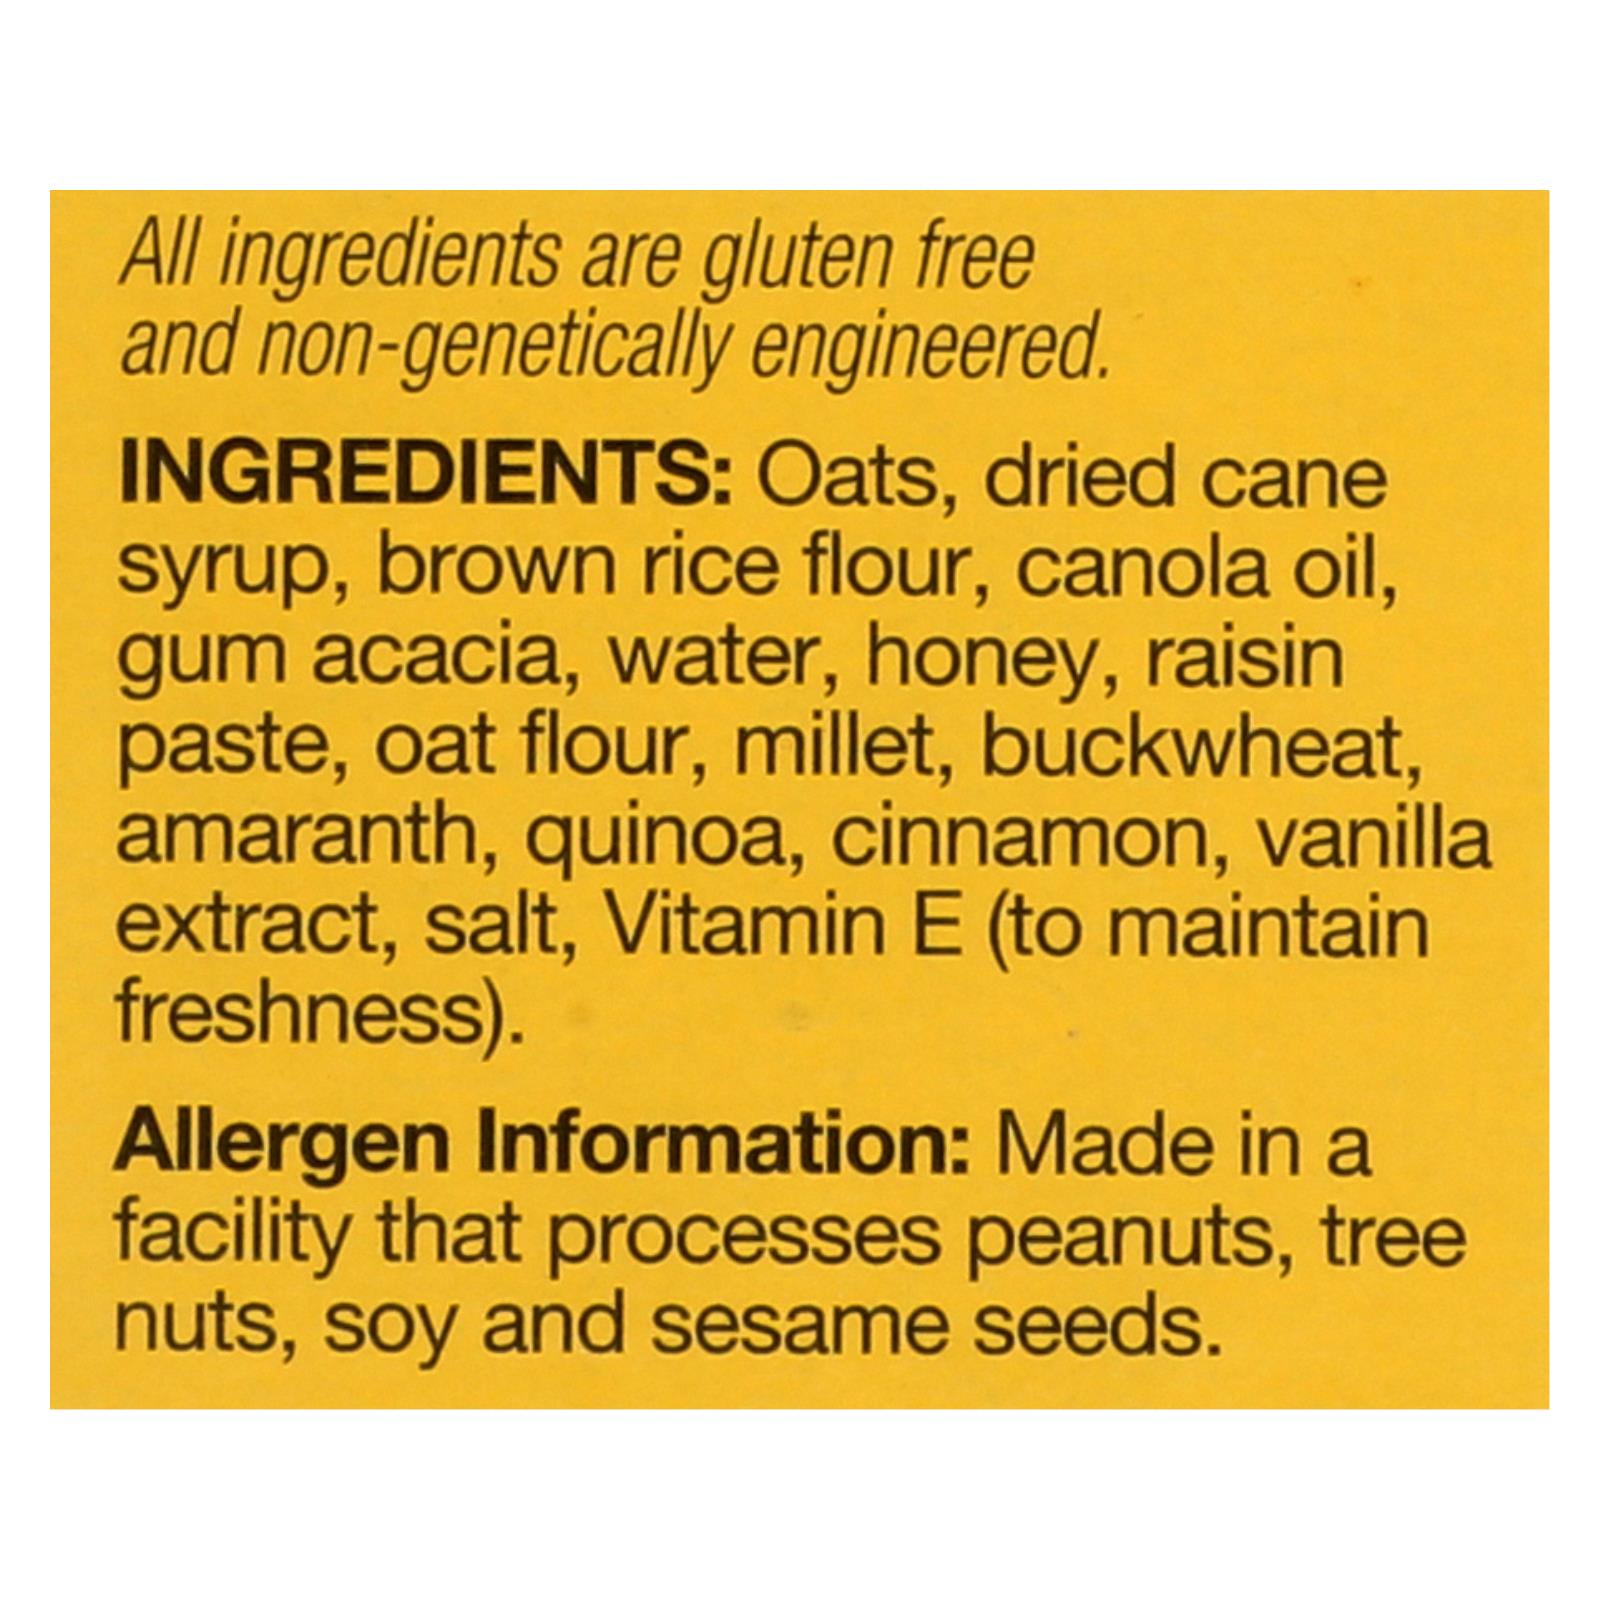 All ingredients are gluten free
and non-genetically engineered.
INGREDIENTS: Oats, dried cane
syrup, brown rice flour, canola oil,
gum acacia, water, honey, raisin
paste, oat flour, millet, buckwheat,
amaranth, quinoa, cinnamon, vanilla
extract, salt, Vitamin E (to maintain
freshness).
Allergen Information: Made in a
facility that processes peanuts, tree
nuts, soy and sesame seeds.